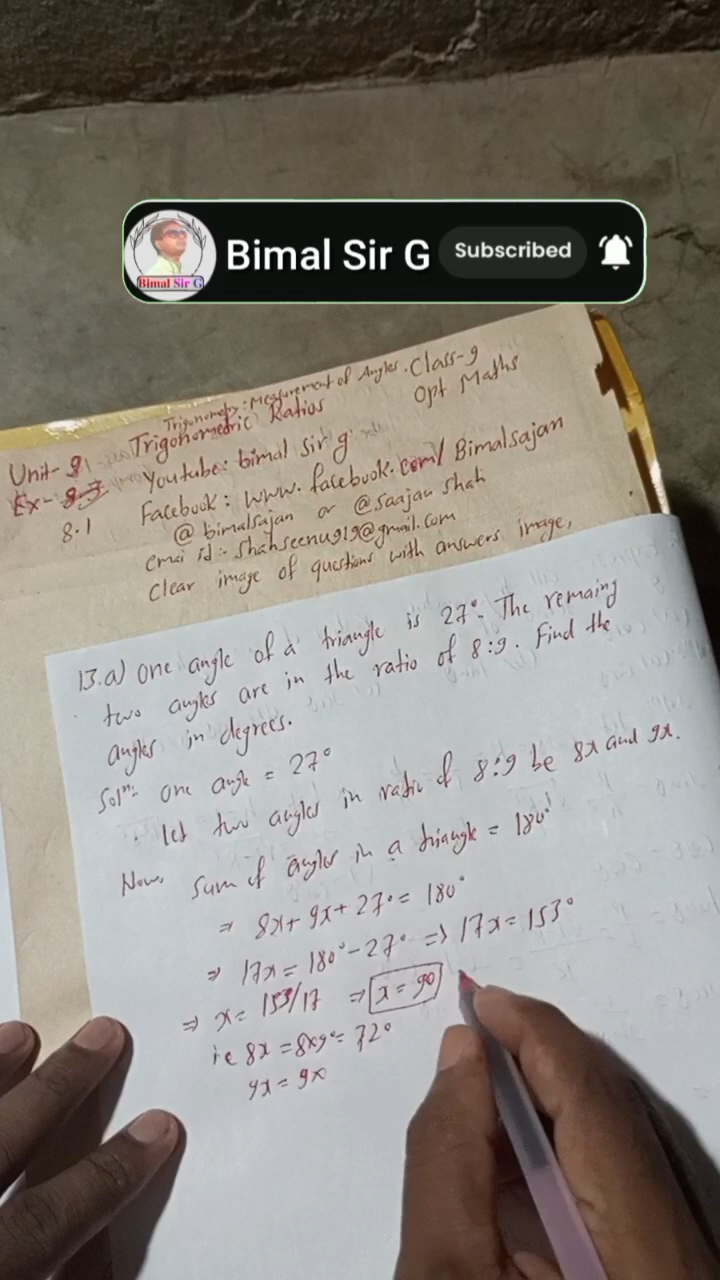 Bimal Sir G
Subscribed
Bimal Sir G
Trigonometry: Measurement of Angles. Class-9
Unit-8 Trigonometric Ratios Opt Maths
Ex-8.3 Youtube: bimal sir g
8.1 Facebook: www.facebook.com/Bimalsajan
@bimalsajan or @saajan shah
emai id:- shahseenu919@gmail.com
Clear image of questions with answers image,
13.a) One angle of a triangle is 27°. The remaing
two angles are in the ratio of 8:9. Find the
angles in degrees.
Solⁿ: One angle = 27°
let two angles in ratio of 8:9 be 8x and 9x.
Now, Sum of angles in a triangle = 180°
⇒ 8x+9x+27° = 180°
⇒ 17x = 180°-27° ⇒ 17x = 153°
⇒ x = 153/17 ⇒ x = 9°
i.e 8x = 8x9° = 72°
9x = 9x